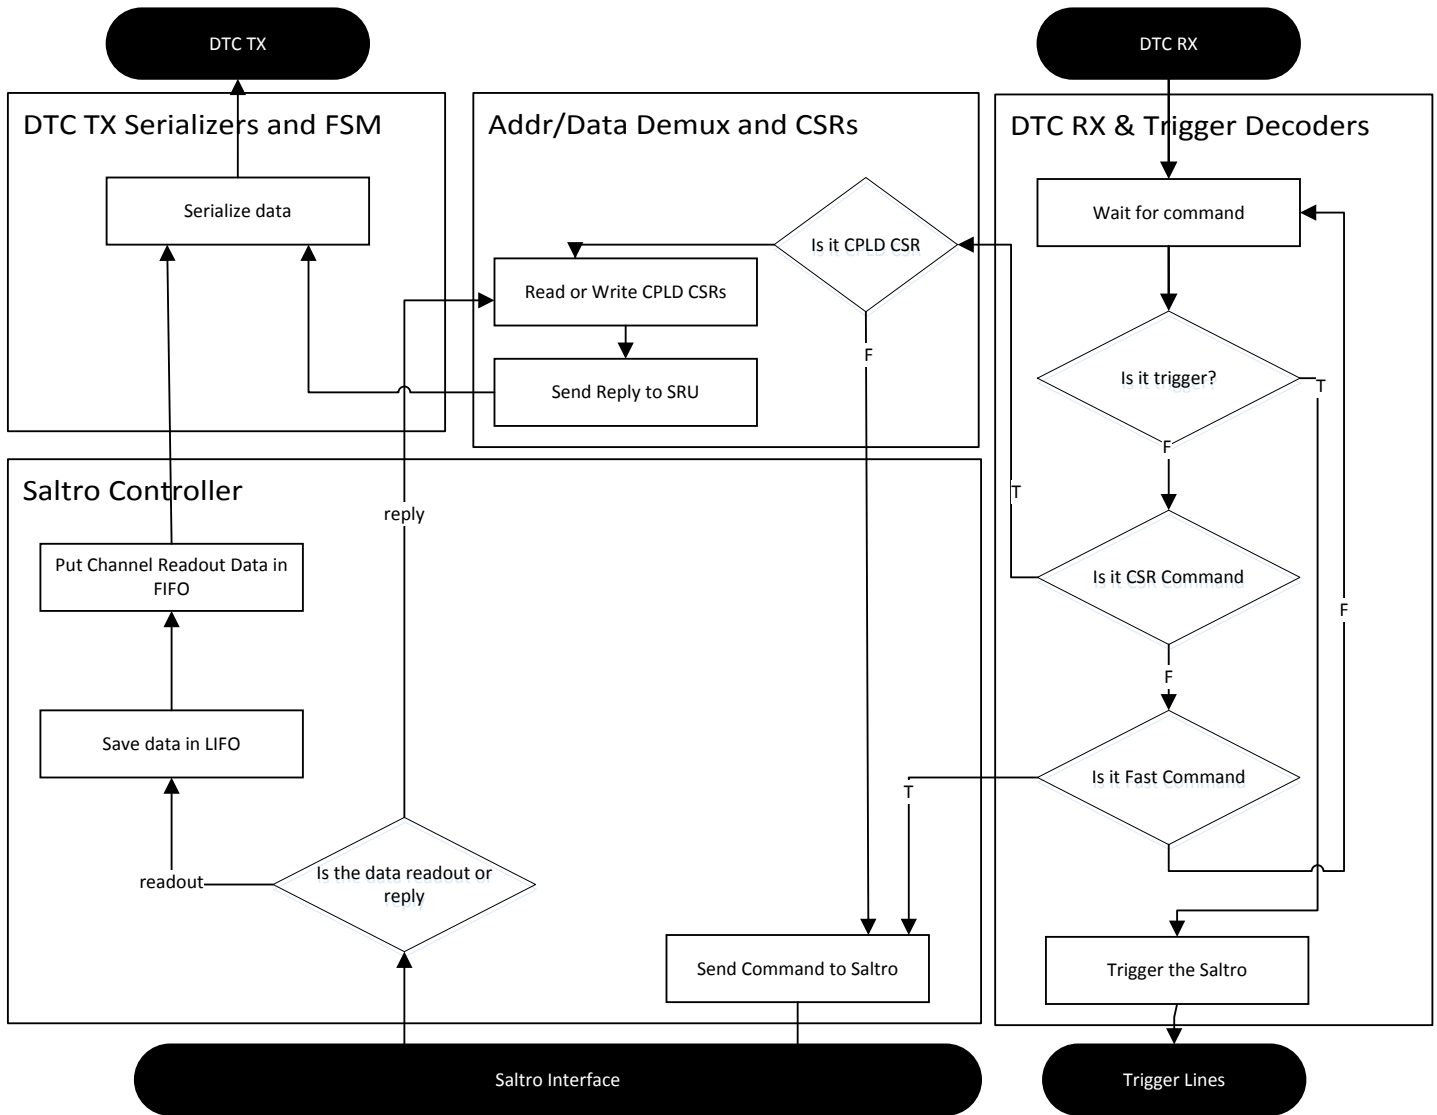 DTC TX
DTC RX
DTC TX Serializers and FSM
Addr/Data Demux and CSRs
DTC RX & Trigger Decoders
Serialize data
Is it CPLD CSR
Wait for command
Read or Write CPLD CSRs
F
Send Reply to SRU
Is it trigger?
T
F
Saltro Controller
reply
T
Put Channel Readout Data in
FIFO
Is it CSR Command
F
F
Save data in LIFO
Is it Fast Command
T
readout
Is the data readout or
reply
Send Command to Saltro
Trigger the Saltro
Saltro Interface
Trigger Lines